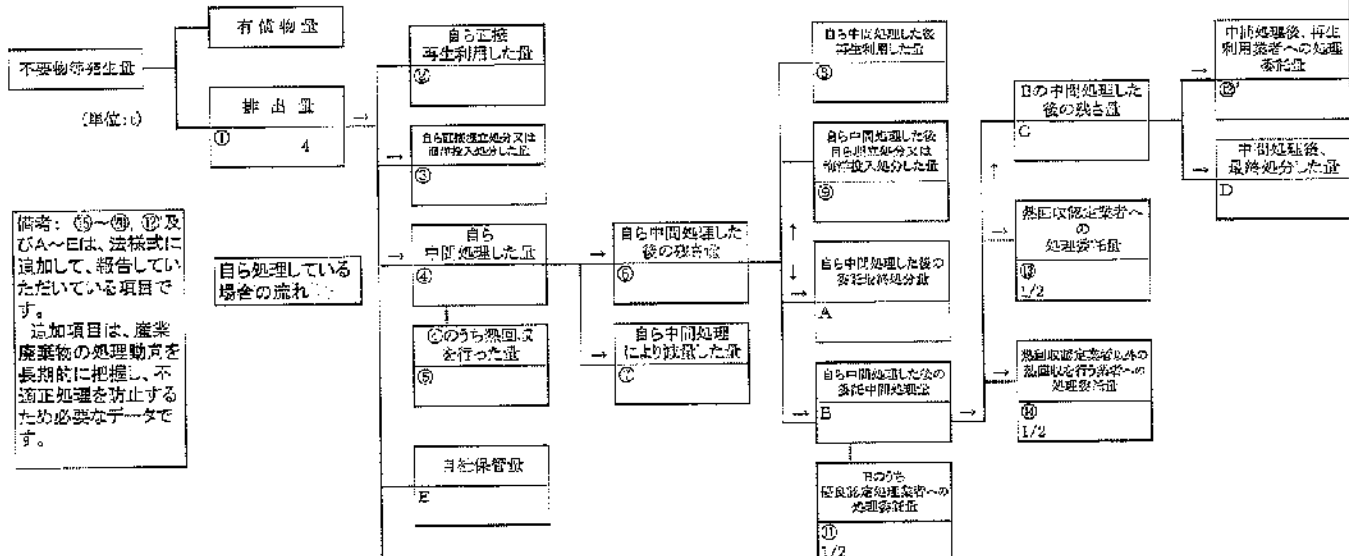 有償物量
不要物等発生量
(単位:t)
排出量
①
4
備考: ⑮～⑳, ⑫'及
びA～Eは、法様式に
追加して、報告してい
ただいている項目で
す。
追加項目は、産業
廃棄物の処理動向を
長期的に把握し、不
適正処理を防止する
ため必要なデータで
す。
自ら処理している
場合の流れ
自ら直接
再生利用した量
②
自ら直接埋立処分又は
海洋投入処分した量
③
自ら
中間処理した量
④
④のうち熱回収
を行った量
⑤
自社保管量
E
自ら中間処理した
後の残さ量
⑥
自ら中間処理
により減量した量
⑦
自ら中間処理した後
再生利用した量
⑧
自ら中間処理した後
自ら埋立処分又は
海洋投入処分した量
⑨
自ら中間処理した後の
委託最終処分量
A
自ら中間処理した後の
委託中間処理量
B
Bのうち
優良認定処理業者への
処理委託量
⑪
1/2
Bの中間処理した
後の残さ量
C
熱回収認定業者へ
の
処理委託量
⑬
1/2
熱回収認定業者以外の
熱回収を行う業者への
処理委託量
⑭
1/2
中間処理後、再生
利用業者への処理
委託量
⑫'
中間処理後、
最終処分した量
D